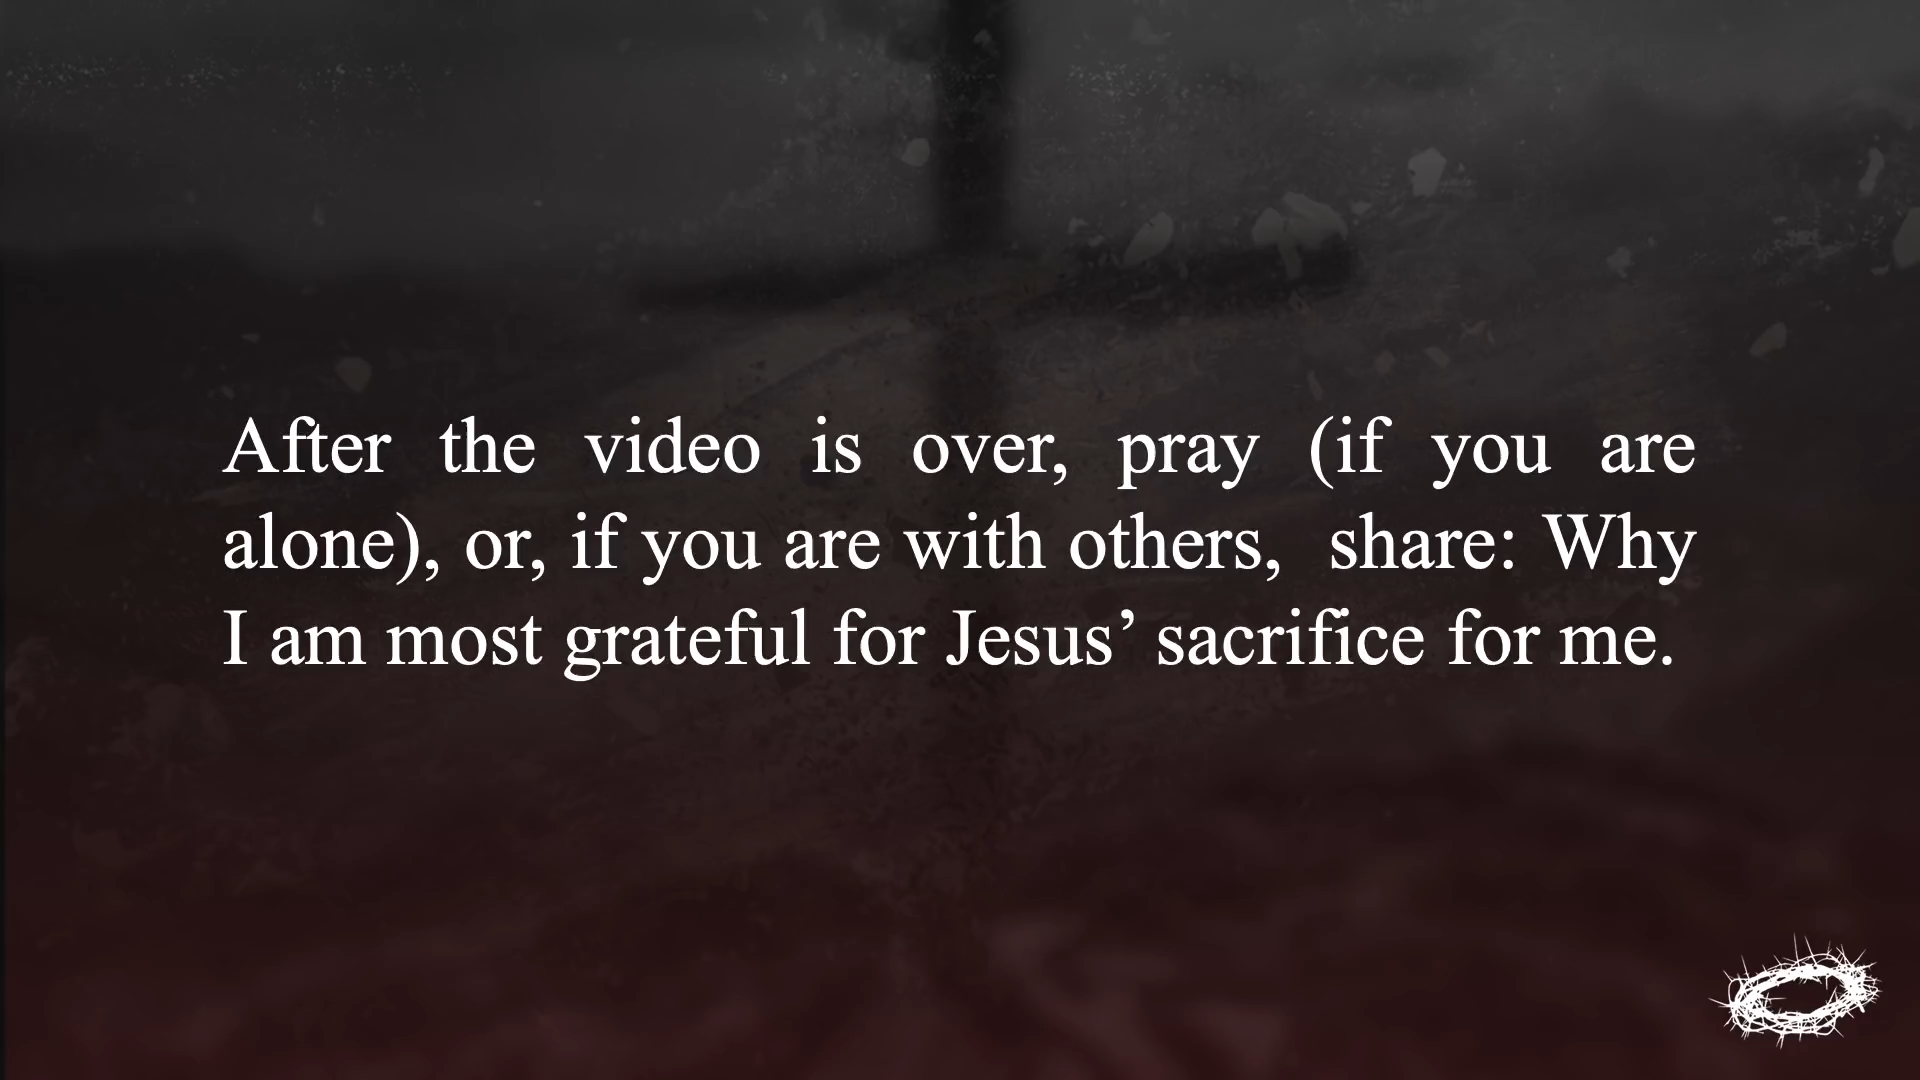 After the video is over, pray (if you are
alone), or, if you are with others,  share: Why
I am most grateful for Jesus’ sacrifice for me.